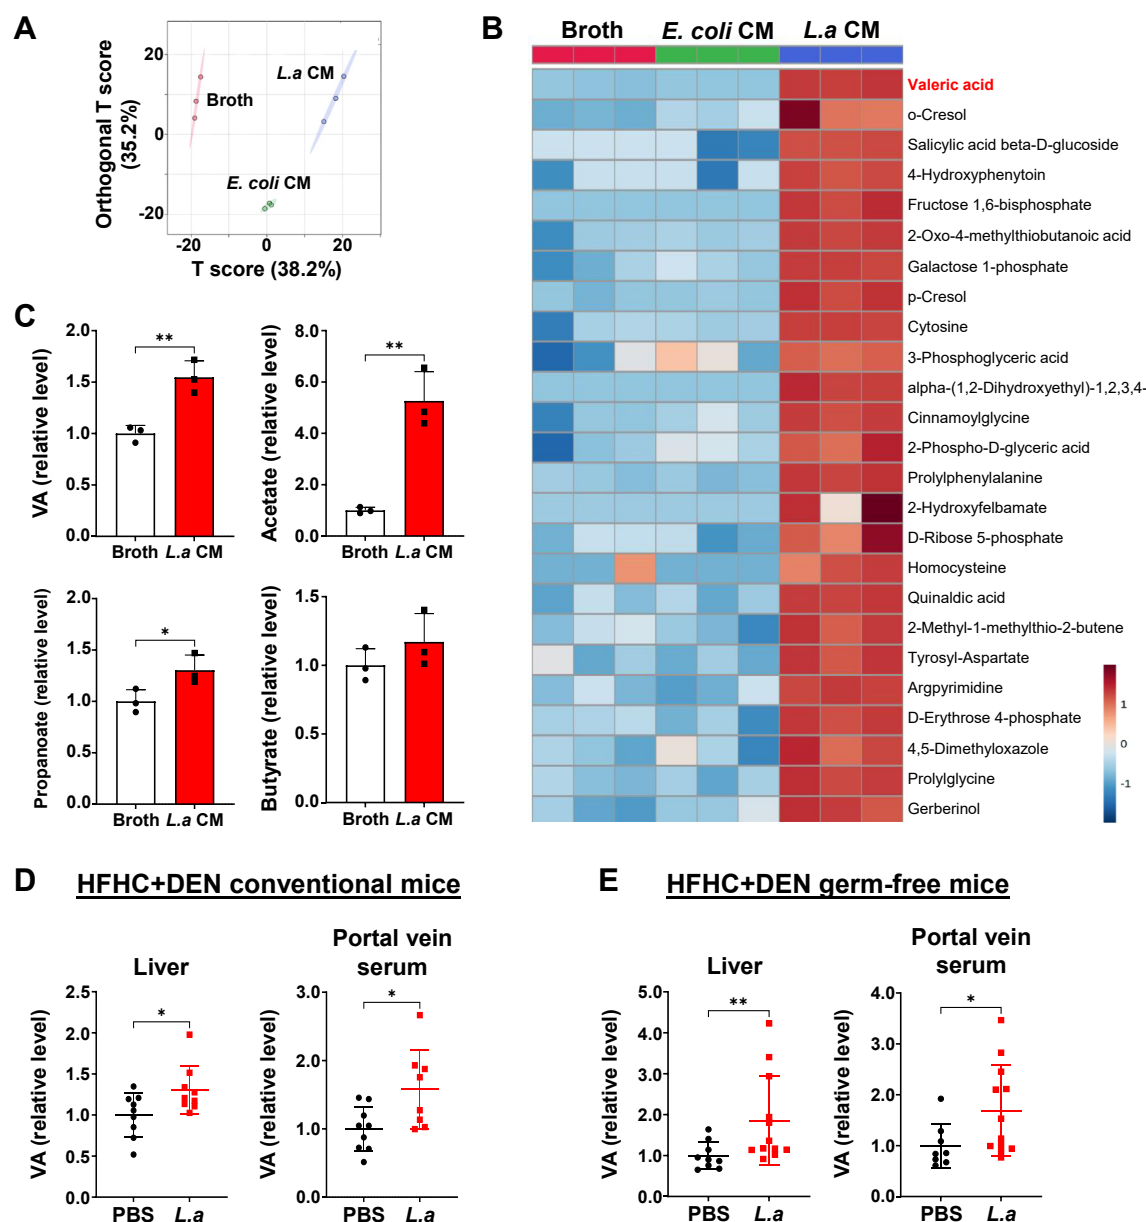 A
Orthogonal T score
(35.2%)
20
0
-20
L.a CM
Broth
E. coli CM
-20
0
20
T score (38.2%)
B
Broth
E. coli CM
L.a CM
Valeric acid
o-Cresol
Salicylic acid beta-D-glucoside
4-Hydroxyphenytoin
Fructose 1,6-bisphosphate
2-Oxo-4-methylthiobutanoic acid
Galactose 1-phosphate
p-Cresol
Cytosine
3-Phosphoglyceric acid
alpha-(1,2-Dihydroxyethyl)-1,2,3,4-
Cinnamoylglycine
2-Phospho-D-glyceric acid
Prolylphenylalanine
2-Hydroxyfelbamate
D-Ribose 5-phosphate
Homocysteine
Quinaldic acid
2-Methyl-1-methylthio-2-butene
Tyrosyl-Aspartate
Argpyrimidine
D-Erythrose 4-phosphate
4,5-Dimethyloxazole
Prolylglycine
Gerberinol
1
0
-1
C
VA (relative level)
2.0
1.5
1.0
0.5
0.0
**
Broth
L.a CM
Acetate (relative level)
8.0
6.0
4.0
2.0
0.0
**
Broth
L.a CM
Propanoate (relative level)
2.0
1.5
1.0
0.5
0.0
*
Broth
L.a CM
Butyrate (relative level)
1.5
1.0
0.5
0.0
Broth
L.a CM
D
HFHC+DEN conventional mice
Liver
VA (relative level)
2.5
2.0
1.5
1.0
0.5
0.0
*
PBS
L.a
Portal vein
serum
VA (relative level)
3.0
2.0
1.0
0.0
*
PBS
L.a
E
HFHC+DEN germ-free mice
Liver
VA (relative level)
5.0
4.0
3.0
2.0
1.0
0.0
**
PBS
L.a
Portal vein
serum
VA (relative level)
4.0
3.0
2.0
1.0
0.0
*
PBS
L.a